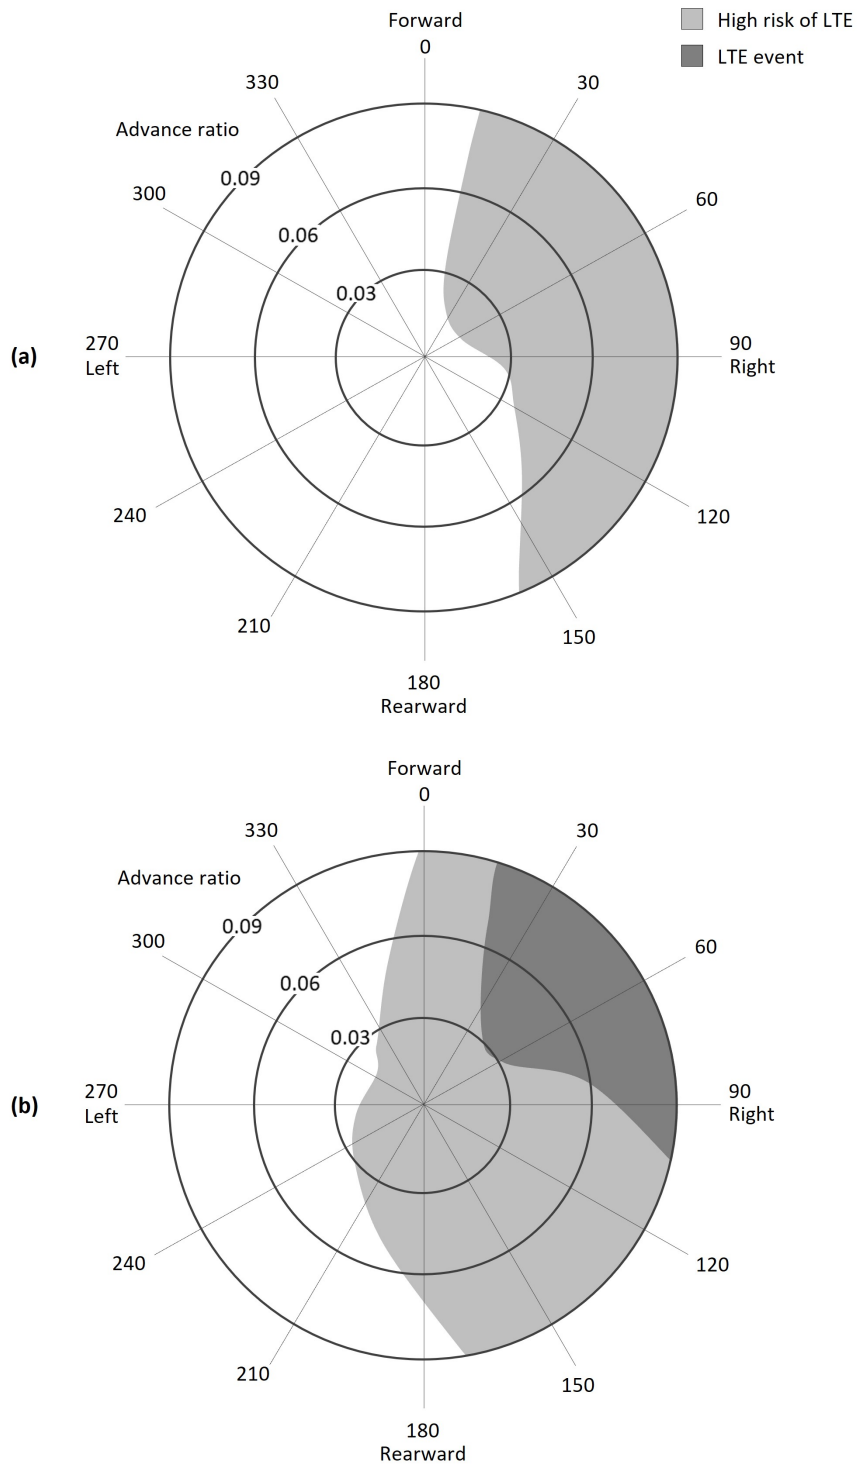 Forward
0
High risk of LTE
LTE event
330
30
Advance ratio
0.09
300
60
0.06
0.03
(a)
270
Left
90
Right
240
120
210
150
180
Rearward
Forward
0
330
30
Advance ratio
0.09
300
60
0.06
0.03
(b)
270
Left
90
Right
240
120
210
150
180
Rearward